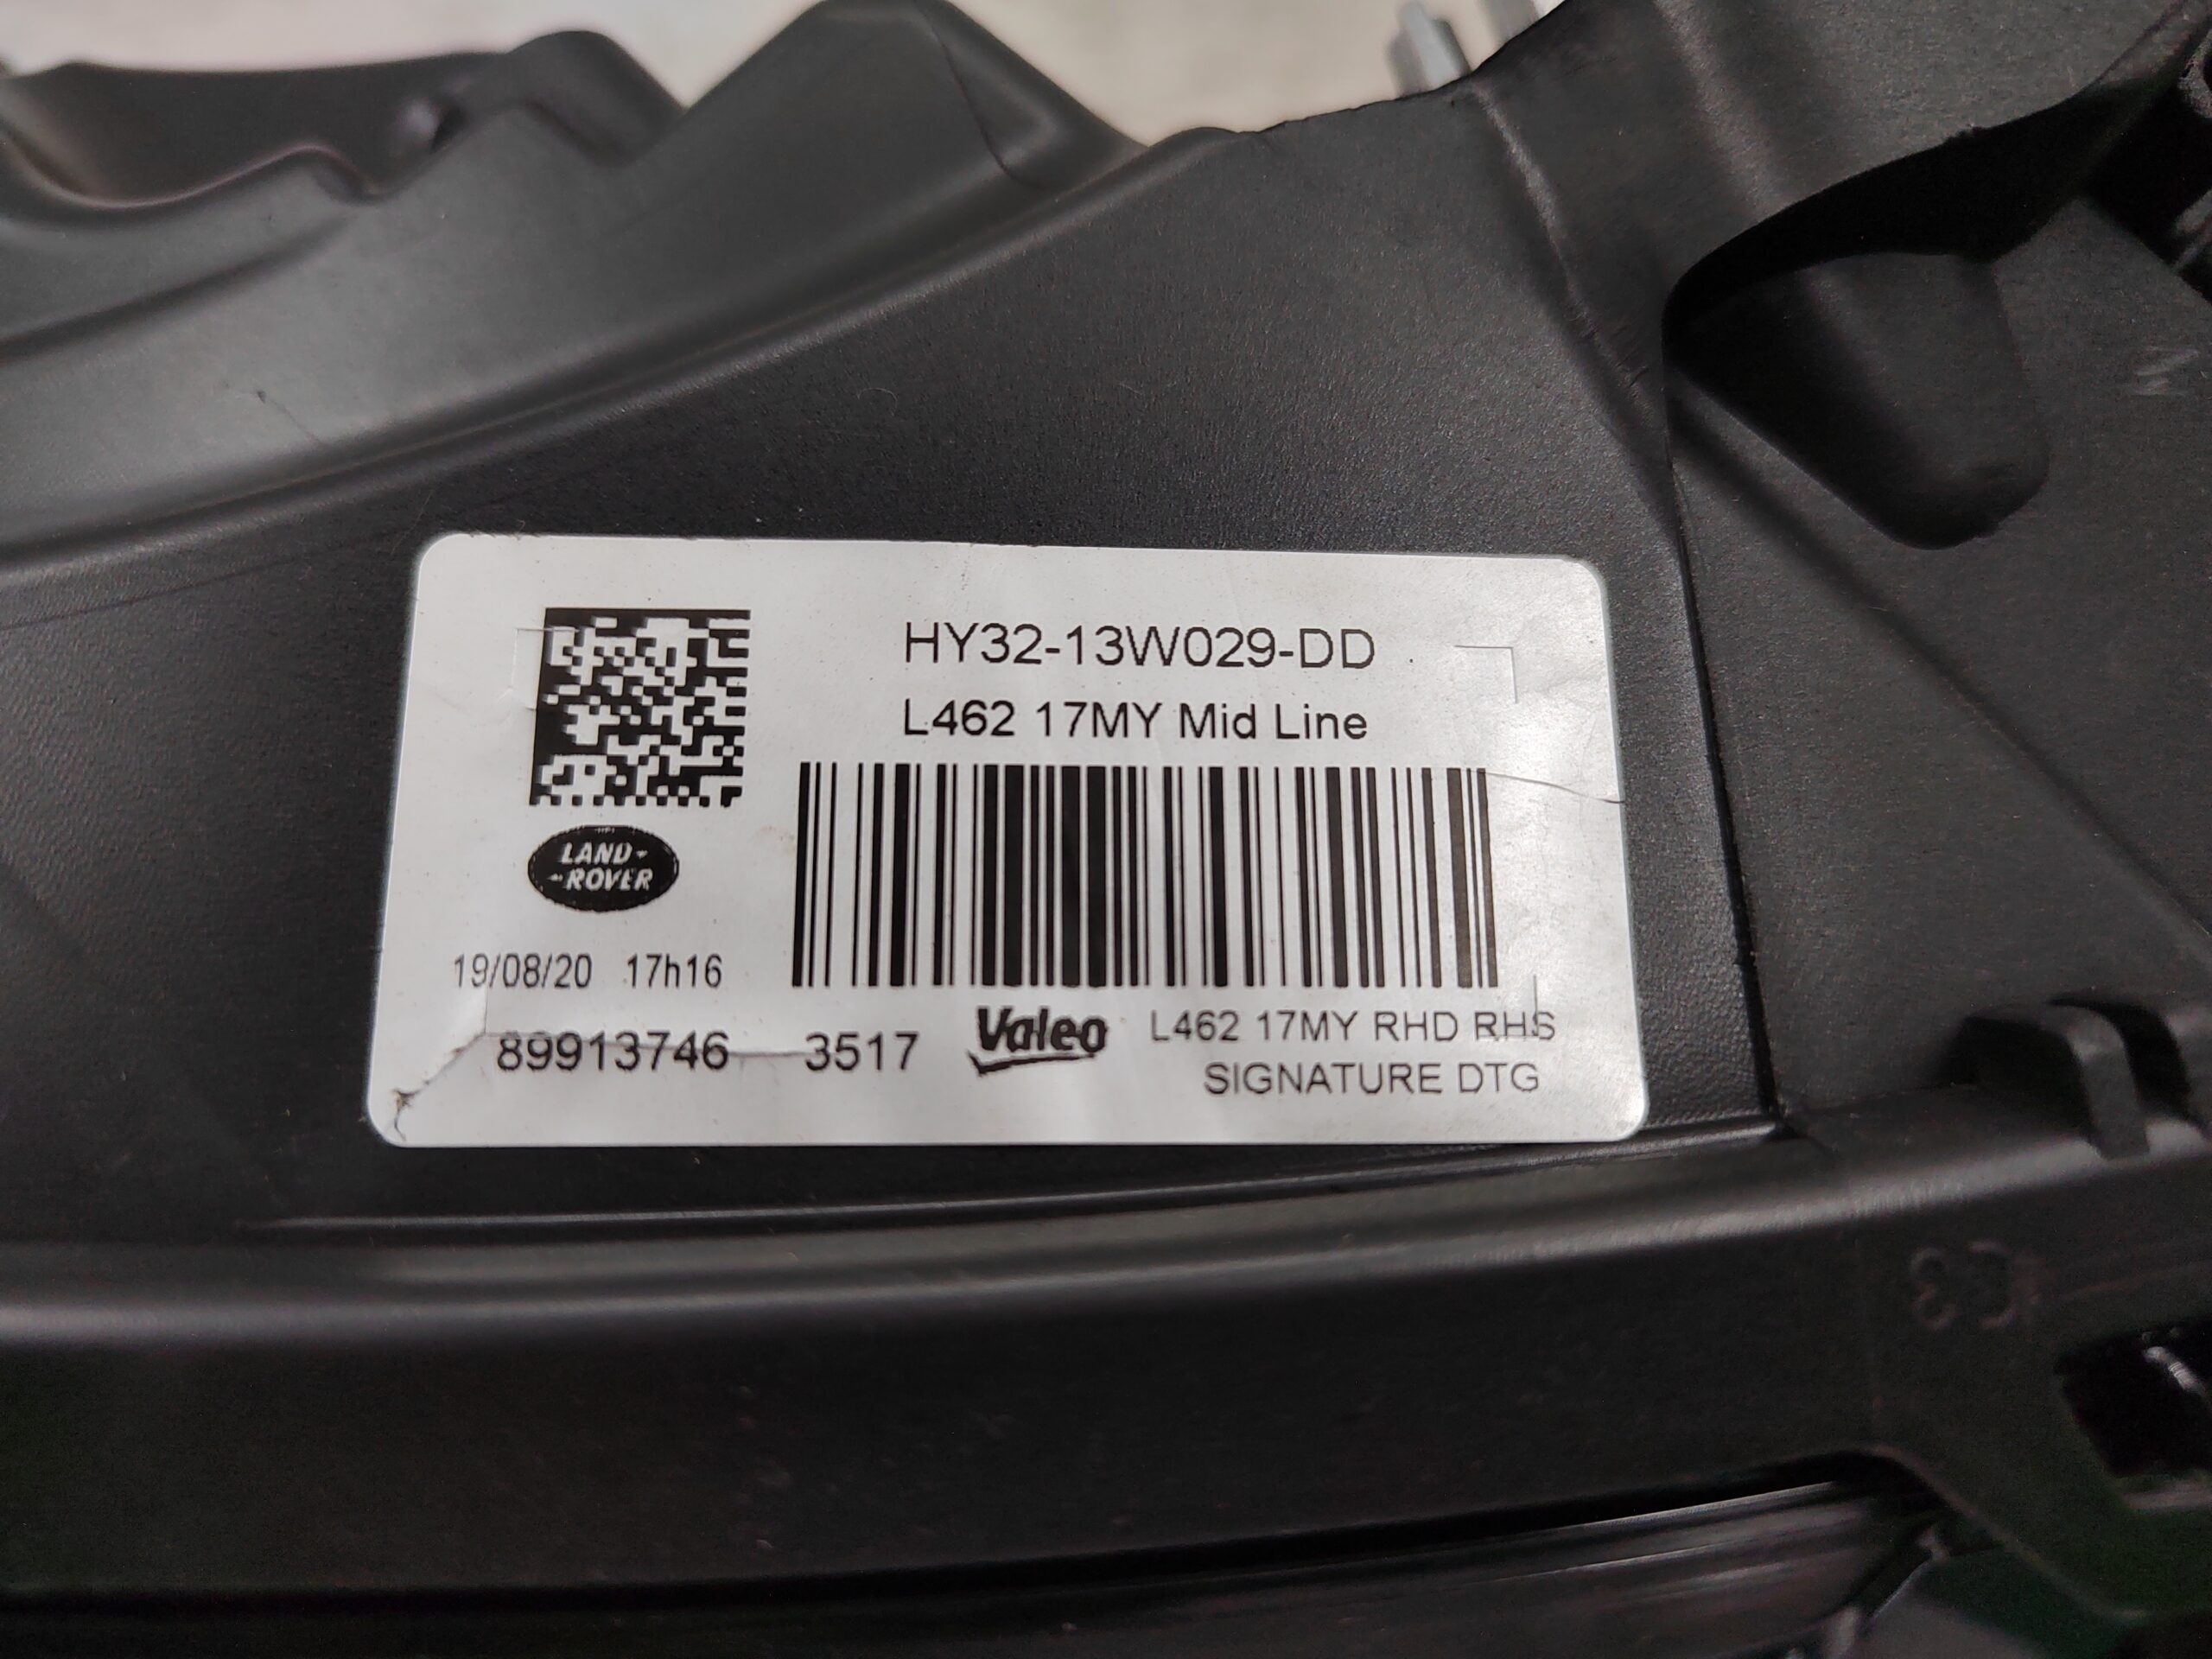 HY32-13W029-DD
L462 17MY Mid Line
LAND-
-ROVER
19/08/20 17h16
89913746 3517
Valeo
L462 17MY RHD RHS
SIGNATURE DTG